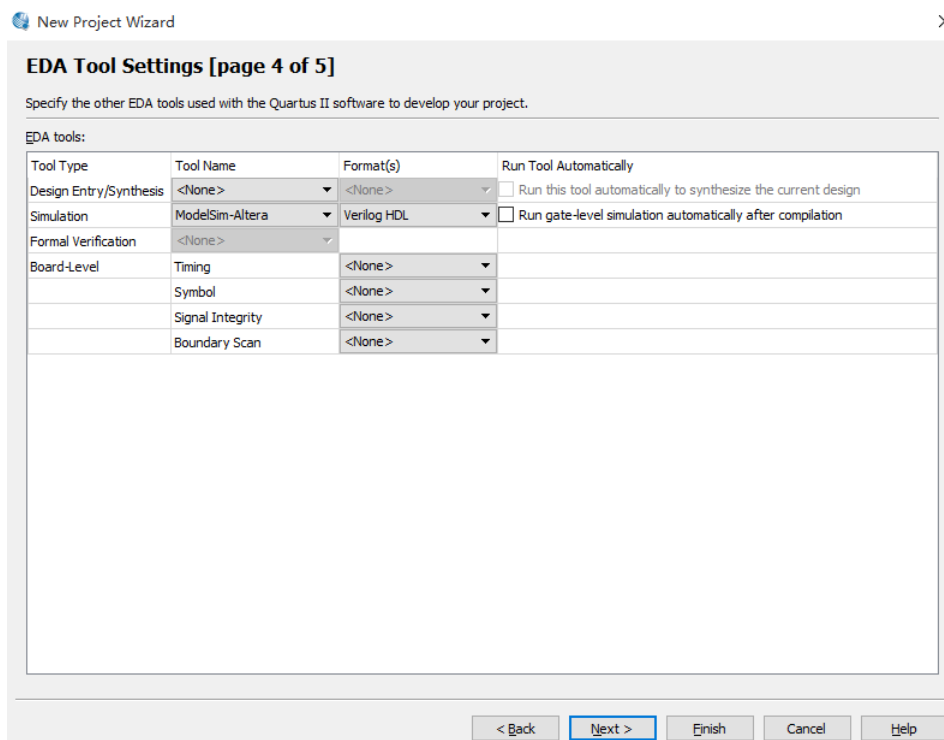 New Project Wizard
EDA Tool Settings [page 4 of 5]
Specify the other EDA tools used with the Quartus II software to develop your project.
EDA tools:
Tool Type Tool Name Format(s) Run Tool Automatically
Design Entry/Synthesis <None> <None> Run this tool automatically to synthesize the current design
Simulation ModelSim-Altera Verilog HDL Run gate-level simulation automatically after compilation
Formal Verification <None>
Board-Level Timing <None>
Symbol <None>
Signal Integrity <None>
Boundary Scan <None>
< Back Next > Finish Cancel Help